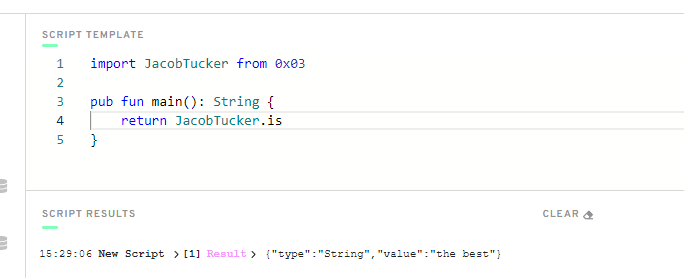 SCRIPT TEMPLATE
1 import JacobTucker from 0x03
2
3 pub fun main(): String {
4 return JacobTucker.is
5 }
SCRIPT RESULTS CLEAR
15:29:06 New Script > [1] Result > {"type":"String","value":"the best"}